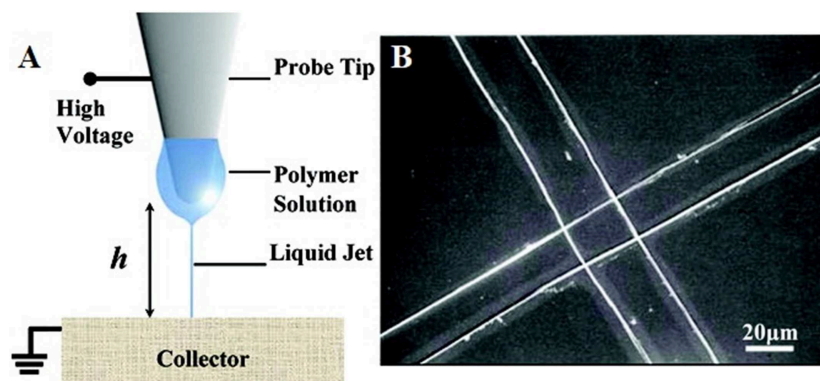 A
Probe Tip
High
Voltage
Polymer
Solution
h
Liquid Jet
Collector
B
20μm